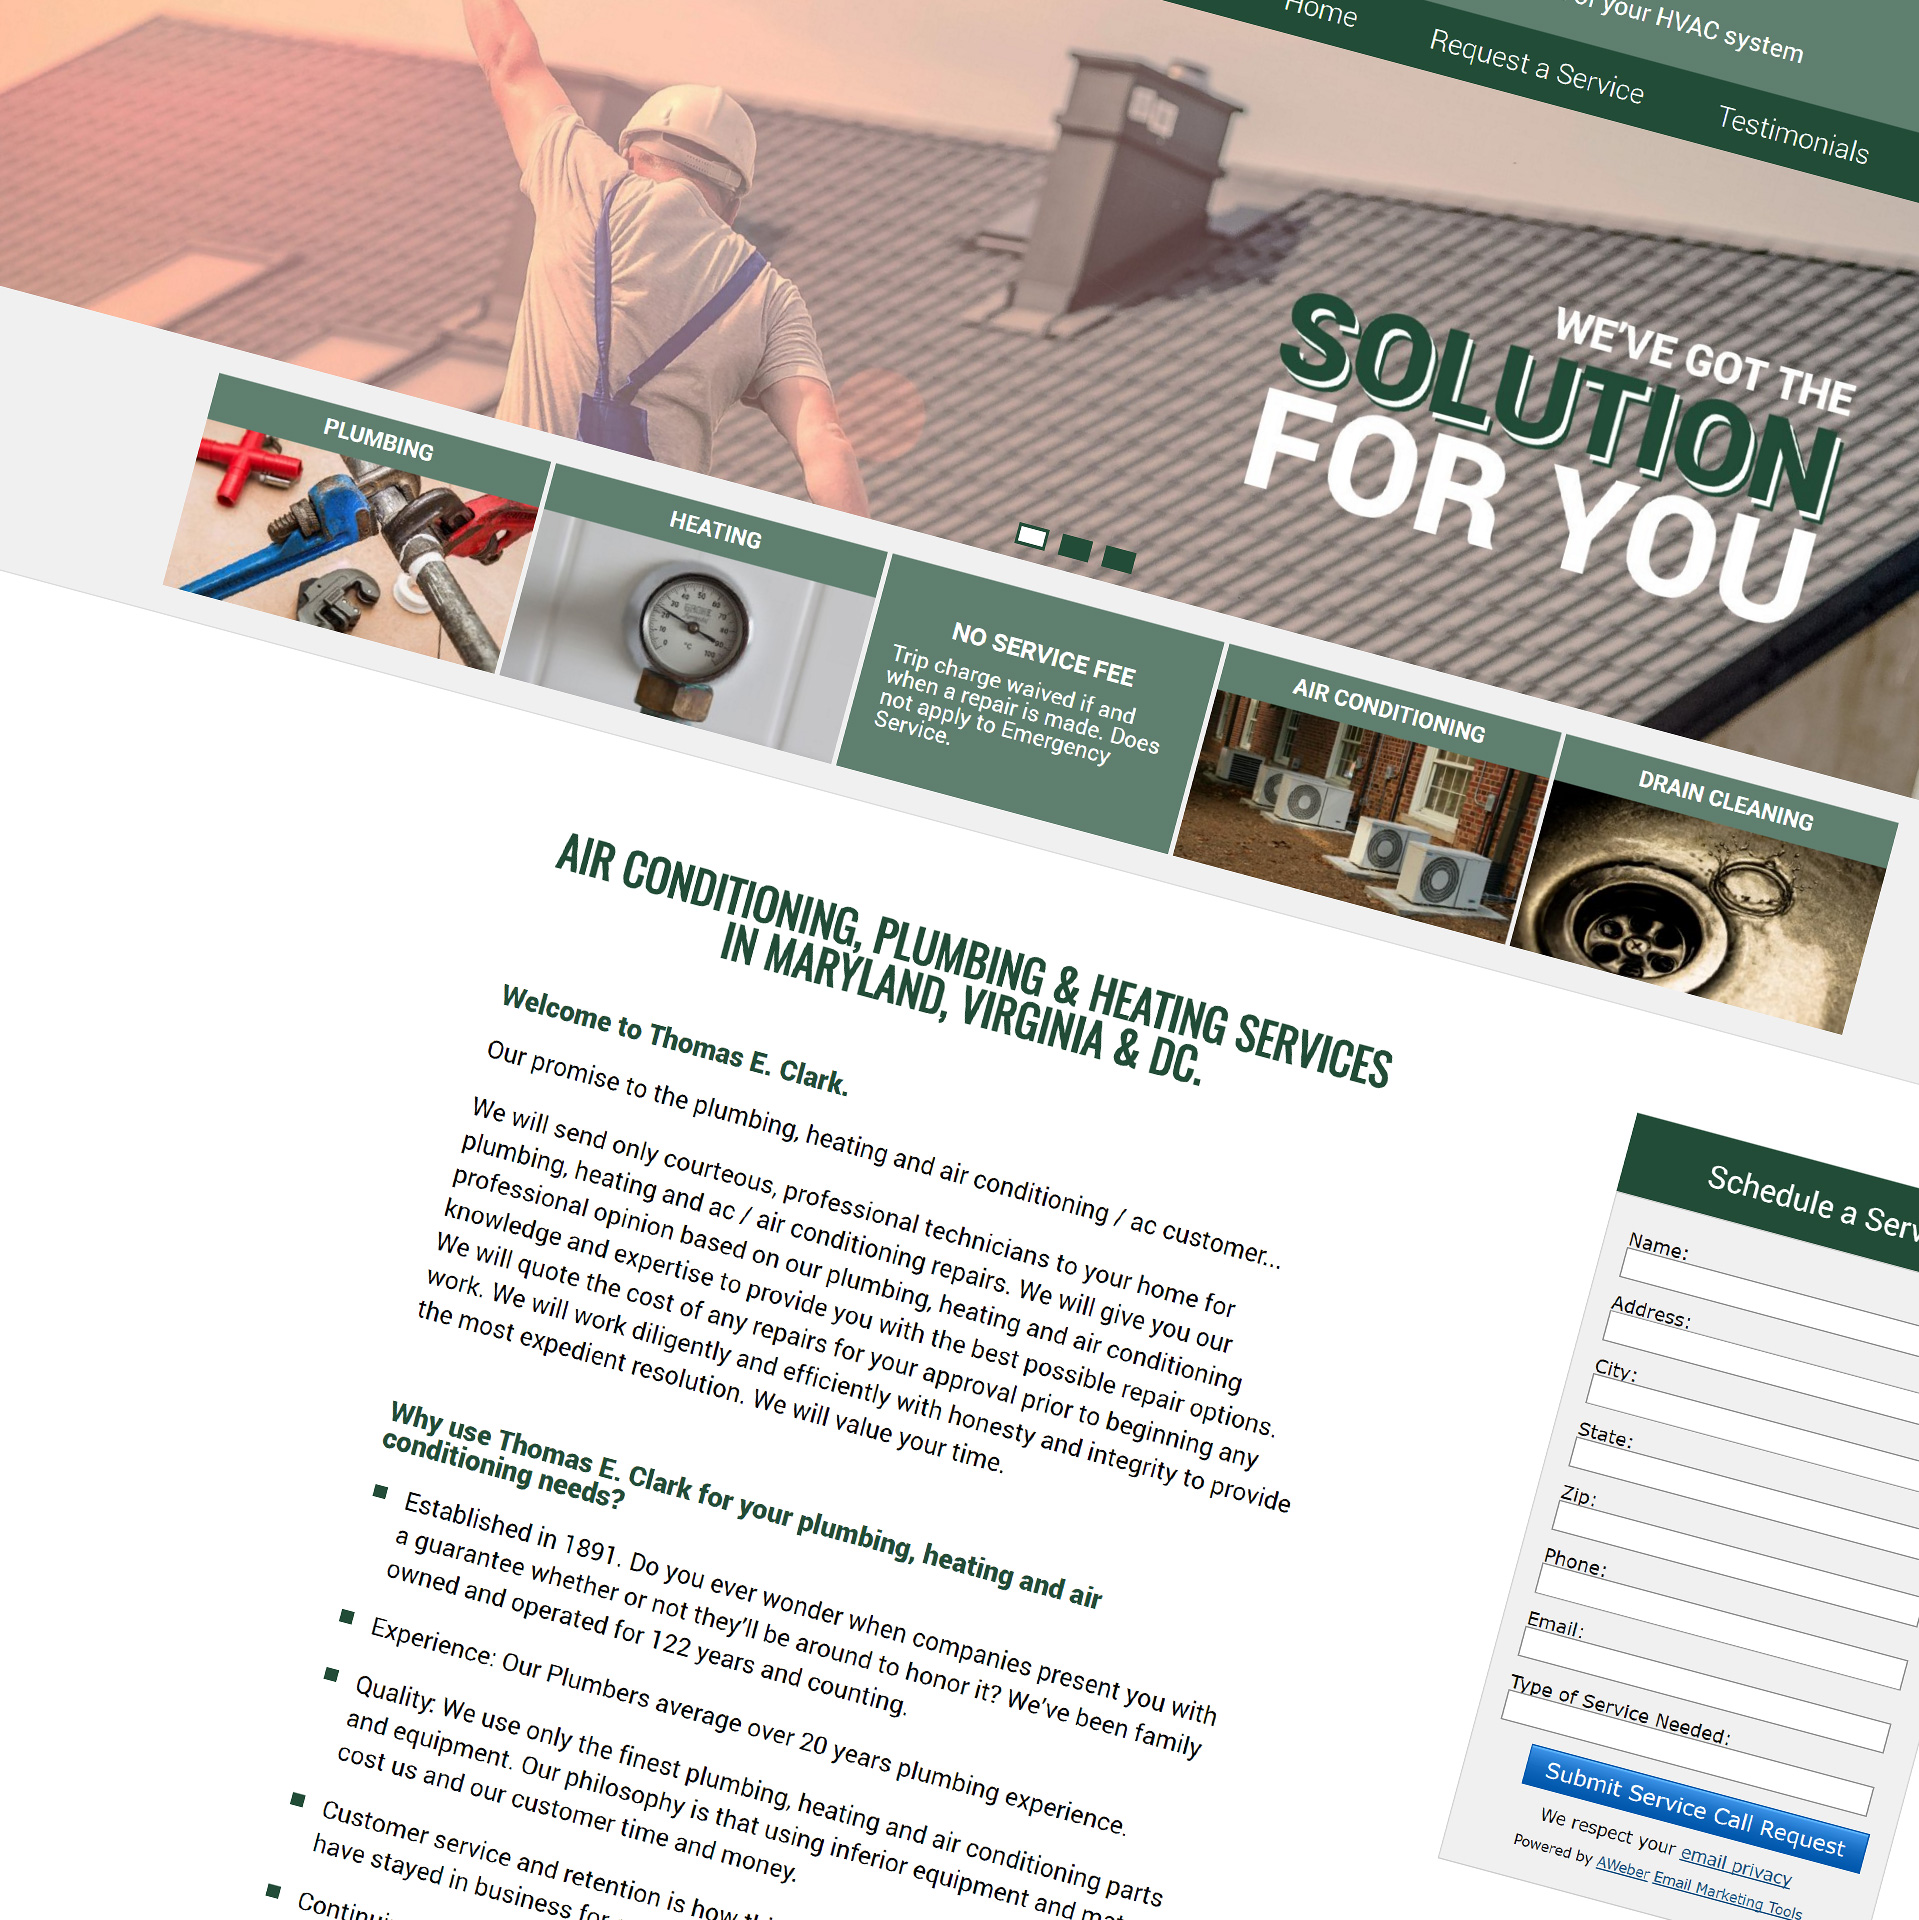 your HVAC system
Home
Request a Service
Testimonials
WE'VE GOT THE
SOLUTION
FOR YOU
PLUMBING
HEATING
NO SERVICE FEE
Trip charge waived if and
when a repair is made. Does
not apply to Emergency
Service.
AIR CONDITIONING
DRAIN CLEANING
AIR CONDITIONING, PLUMBING & HEATING SERVICES
IN MARYLAND, VIRGINIA & DC.
Welcome to Thomas E. Clark.
Our promise to the plumbing, heating and air conditioning / ac customer...
We will send only courteous, professional technicians to your home for
plumbing, heating and ac / air conditioning repairs. We will give you our
professional opinion based on our plumbing, heating and air conditioning
knowledge and expertise to provide you with the best possible repair options.
We will quote the cost of any repairs for your approval prior to beginning any
work. We will work diligently and efficiently with honesty and integrity to provide
the most expedient resolution. We will value your time.
Why use Thomas E. Clark for your plumbing, heating and air
conditioning needs?
Established in 1891. Do you ever wonder when companies present you with
a guarantee whether or not they'll be around to honor it? We've been family
owned and operated for 122 years and counting.
Experience: Our Plumbers average over 20 years plumbing experience.
Quality: We use only the finest plumbing, heating and air conditioning parts
and equipment. Our philosophy is that using inferior equipment and
cost us and our customer time and money.
Customer service and retention is how
have stayed in business for
Schedule a
Name:
Address:
City:
State:
Zip:
Phone:
Email:
Type of Service Needed:
Submit Service Call Request
We respect your email privacy
Powered by AWeber Email Marketing Tools